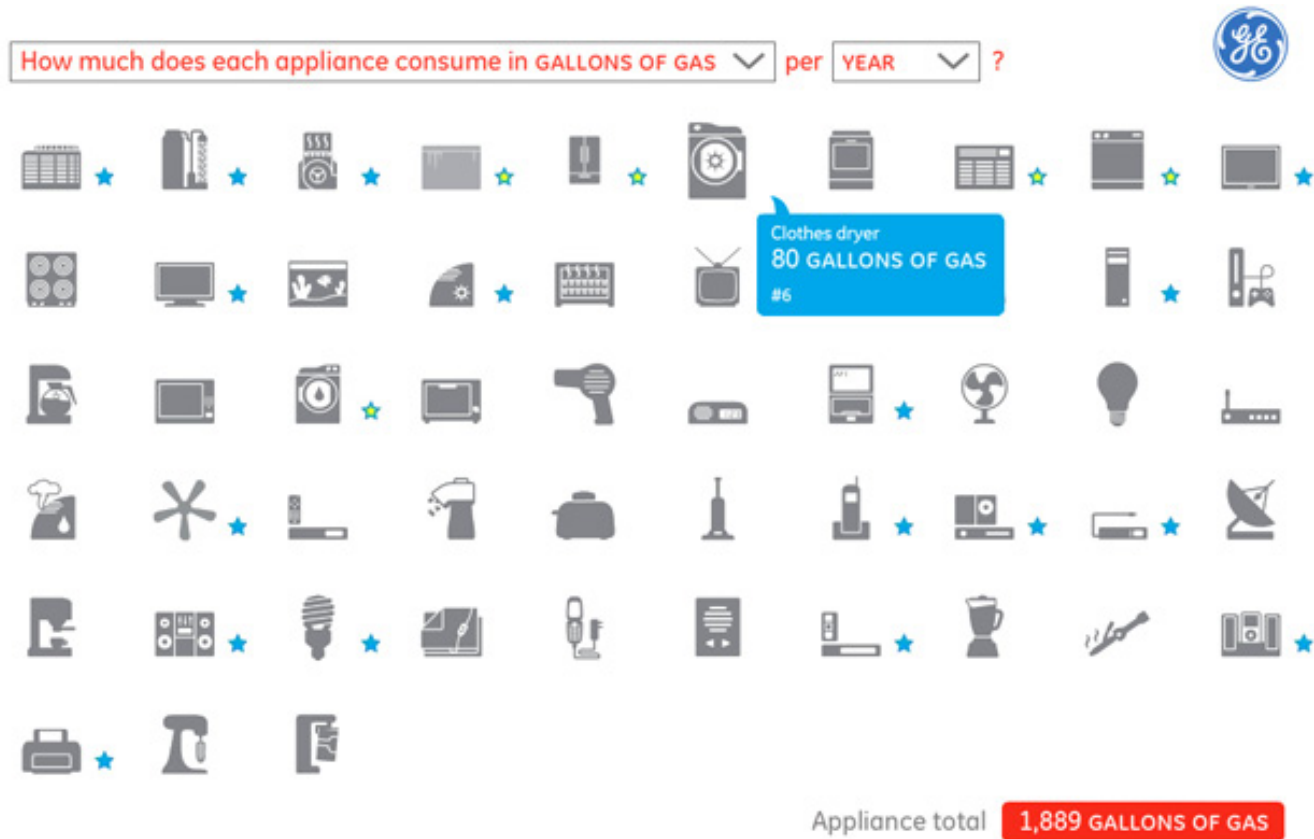 How much does each appliance consume in GALLONS OF GAS per YEAR ?
GE
Clothes dryer
80 GALLONS OF GAS
#6
Appliance total 1,889 GALLONS OF GAS